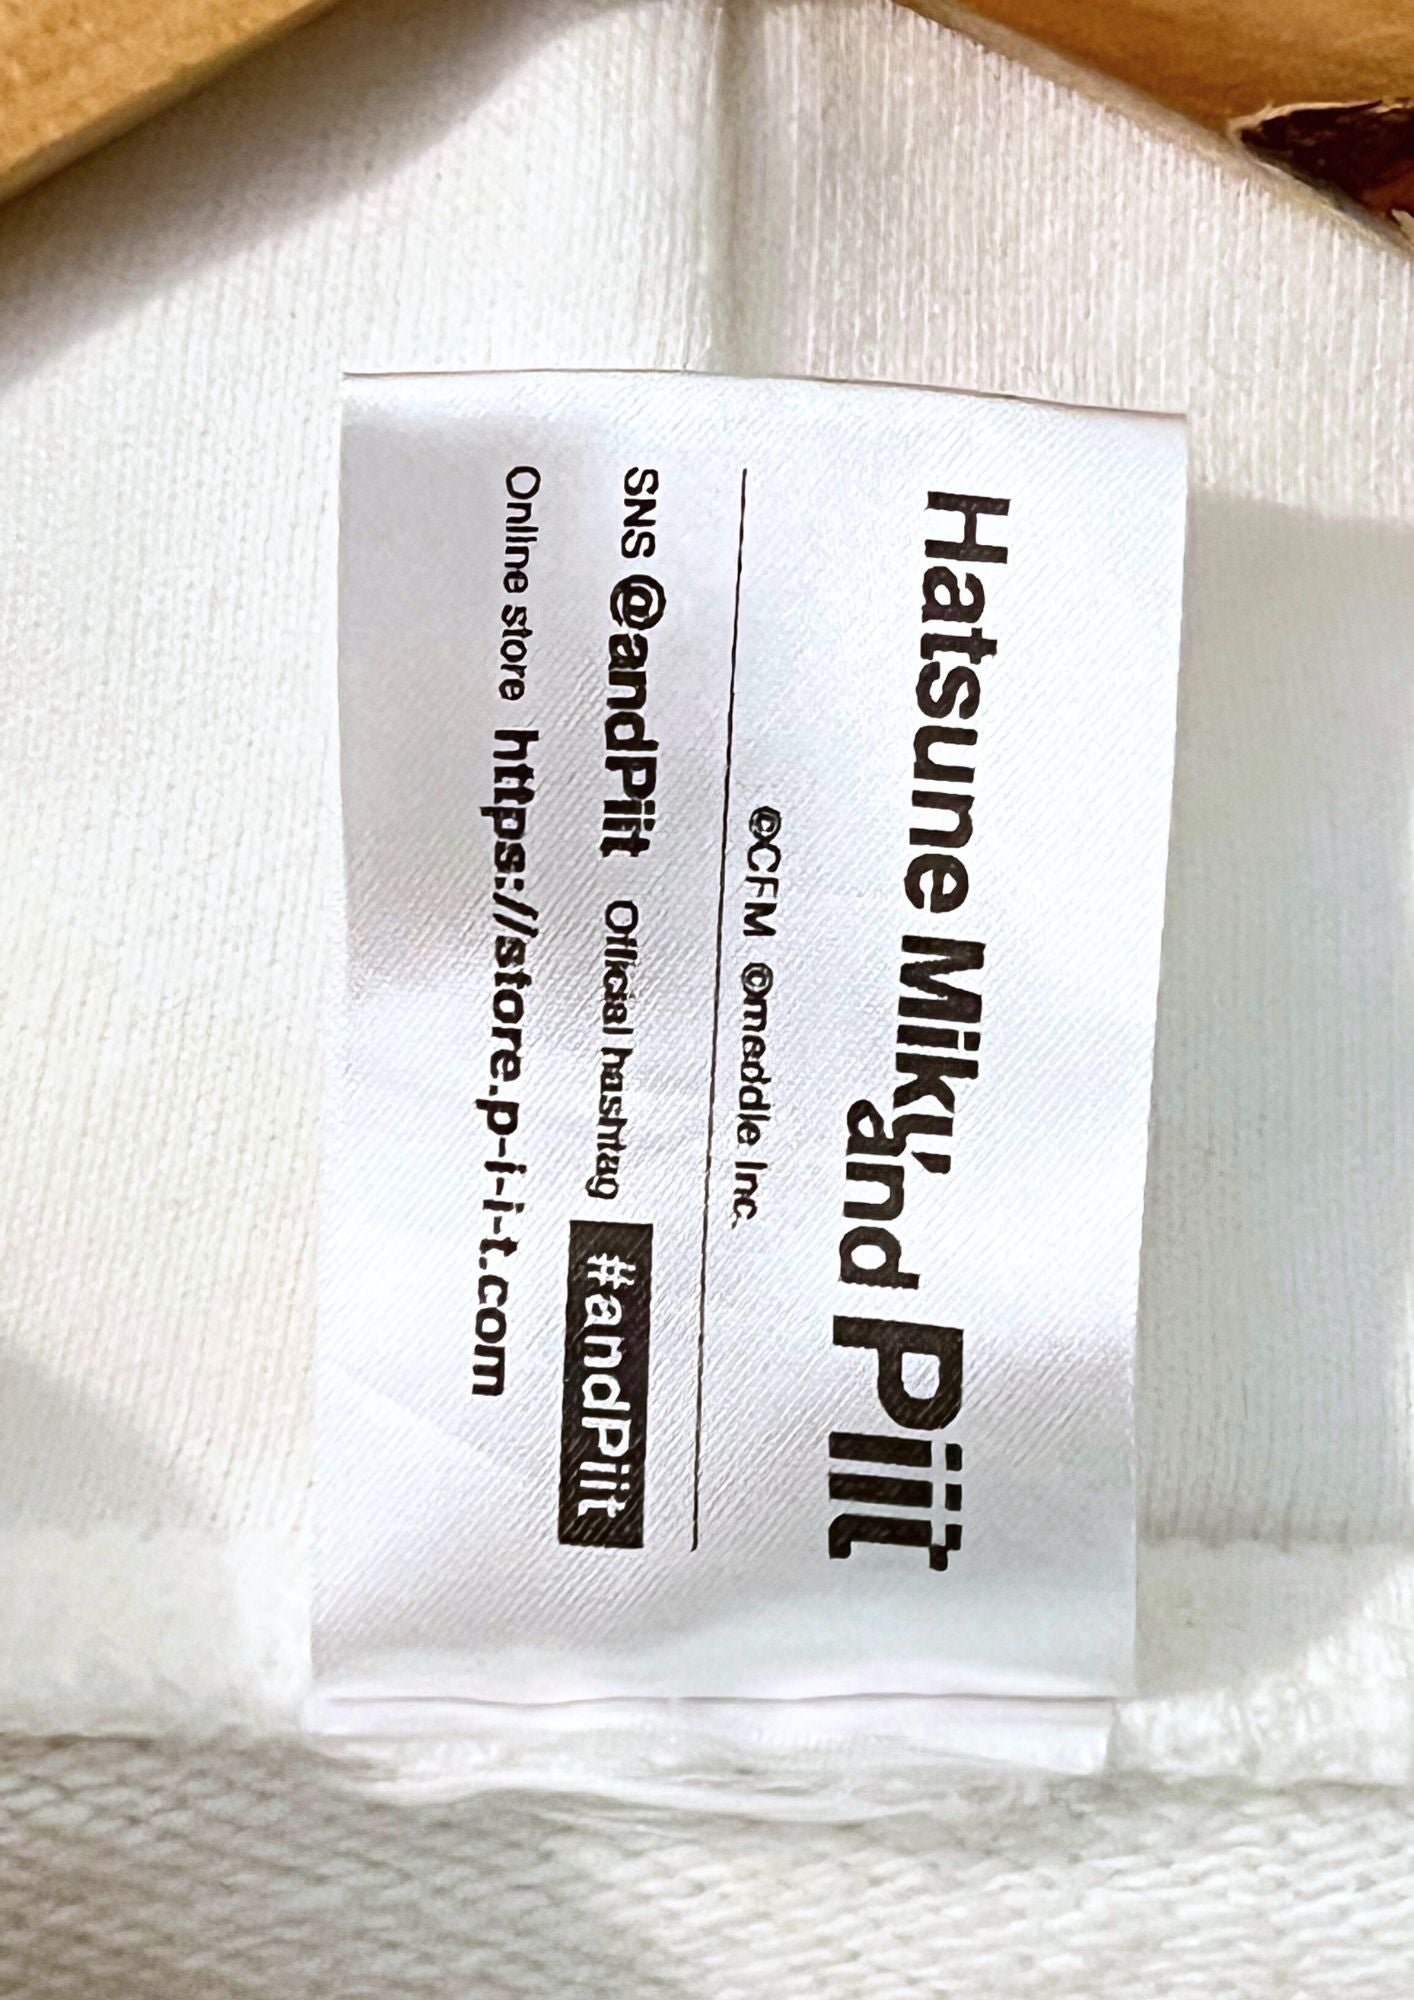 Hatsune Miku,
and Piit
©CFM ©meddle Inc.
SNS @andPiit Official hashtag #andPiit
Online store https://store.p-i-i-t.com